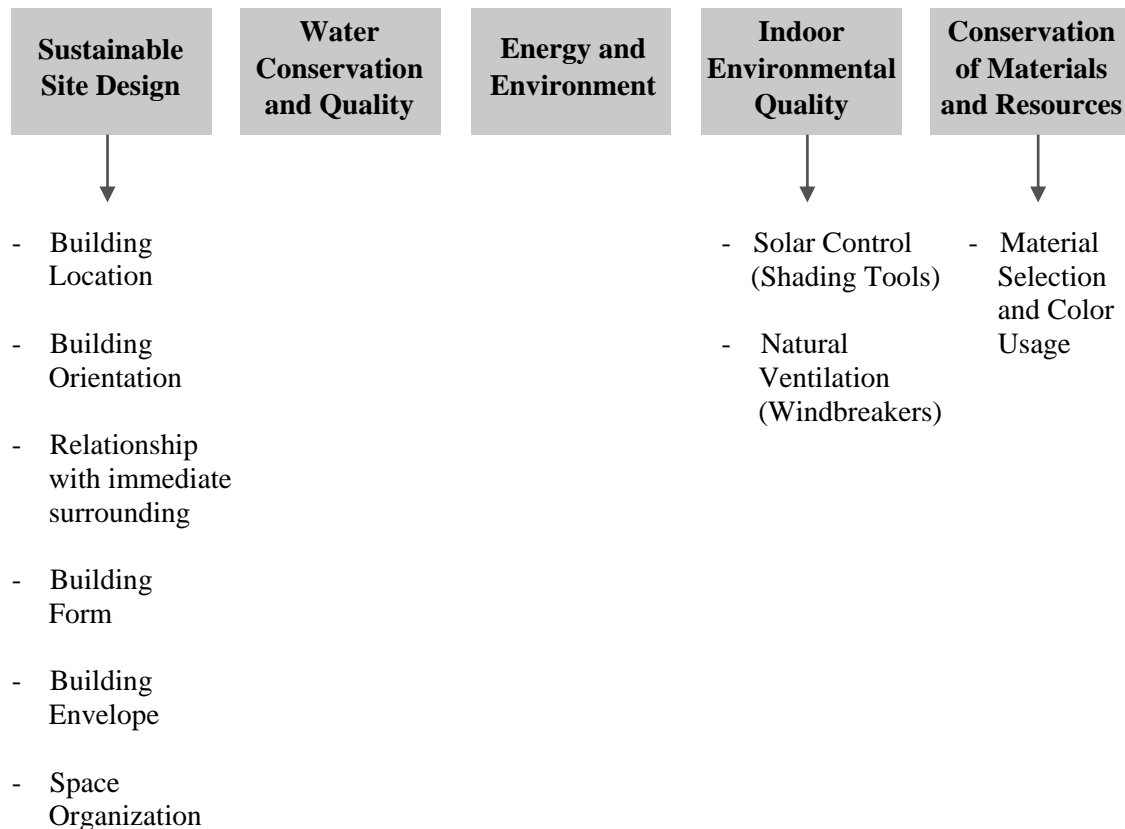 Sustainable
Site Design
Water
Conservation
and Quality
Energy and
Environment
Indoor
Environmental
Quality
Conservation
of Materials
and Resources
- Building
Location
- Building
Orientation
- Relationship
with immediate
surrounding
- Building
Form
- Building
Envelope
- Space
Organization
- Solar Control
(Shading Tools)
- Natural
Ventilation
(Windbreakers)
- Material
Selection
and Color
Usage